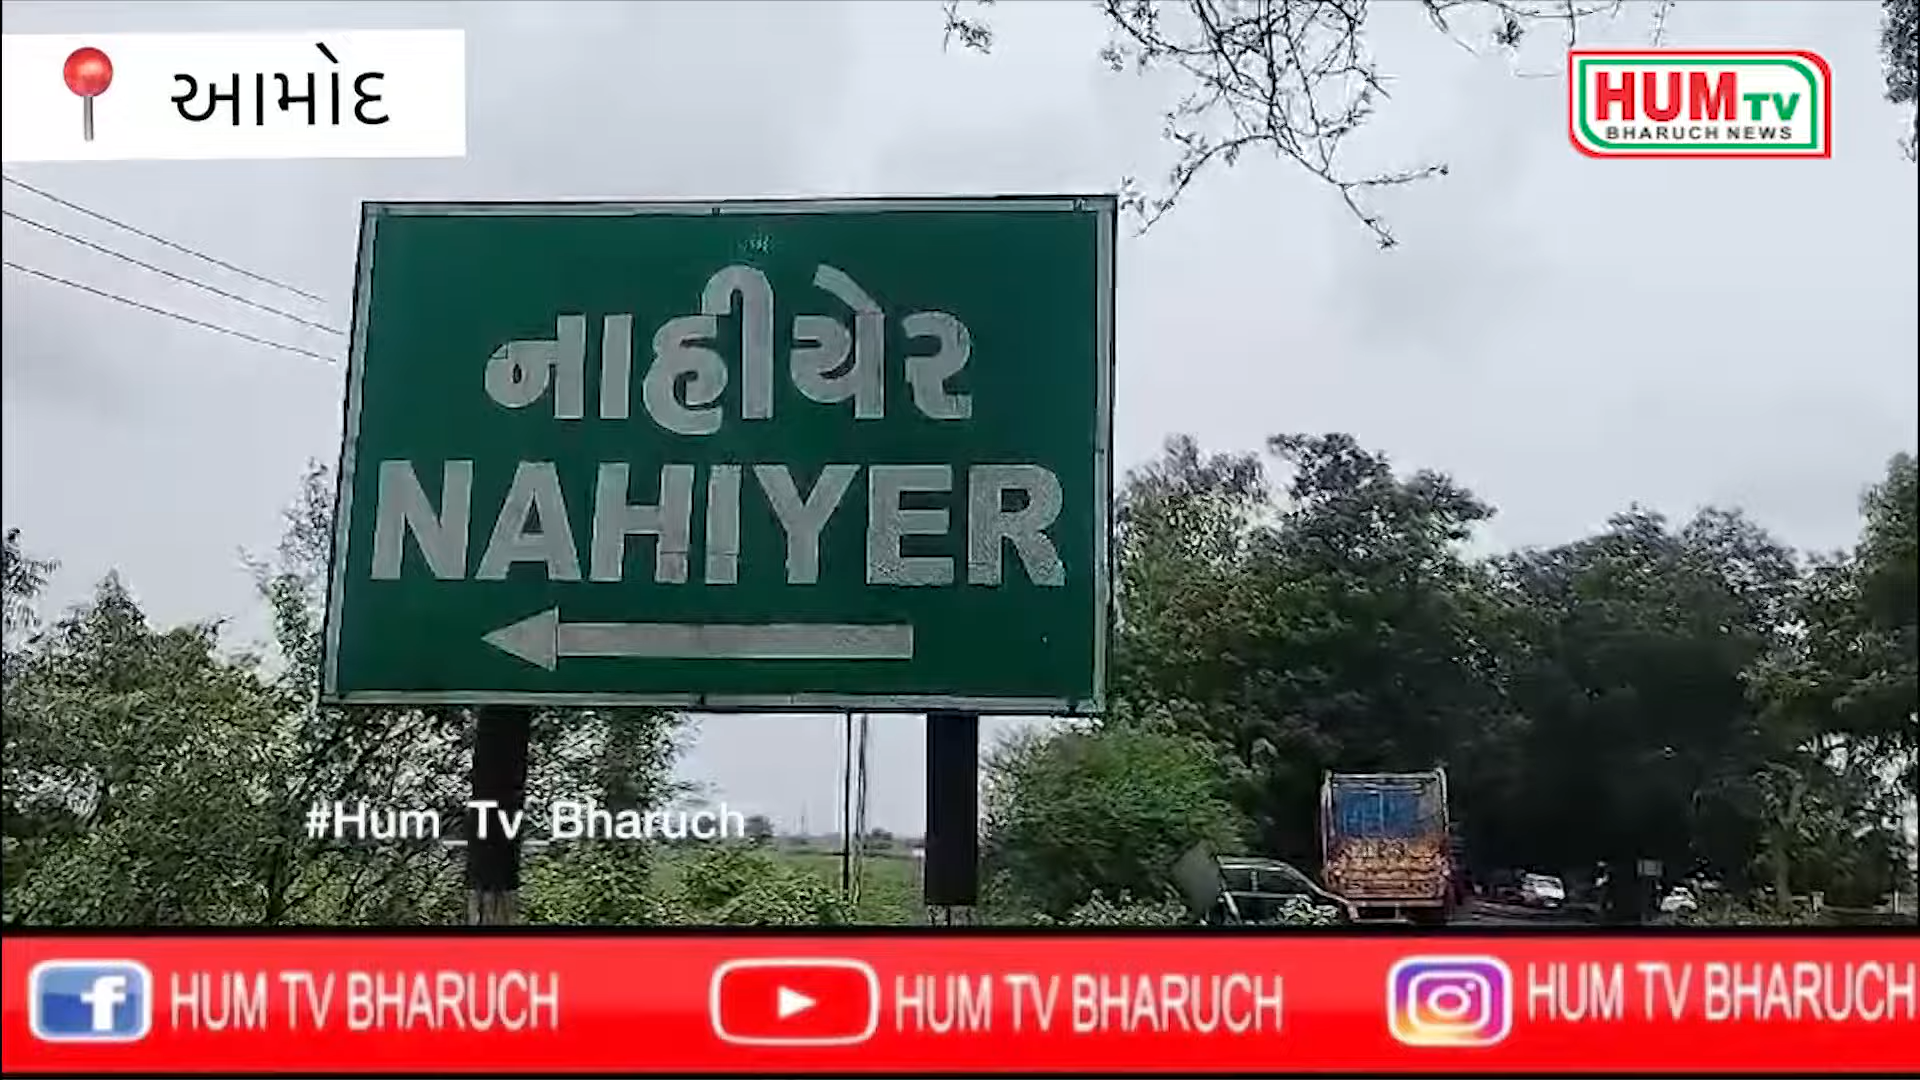 આમોદ
HUM TV
BHARUCH NEWS
નાહીયેર
NAHIYER
#Hum_Tv_Bharuch
HUM TV BHARUCH
HUM TV BHARUCH
HUM TV BHARUCH